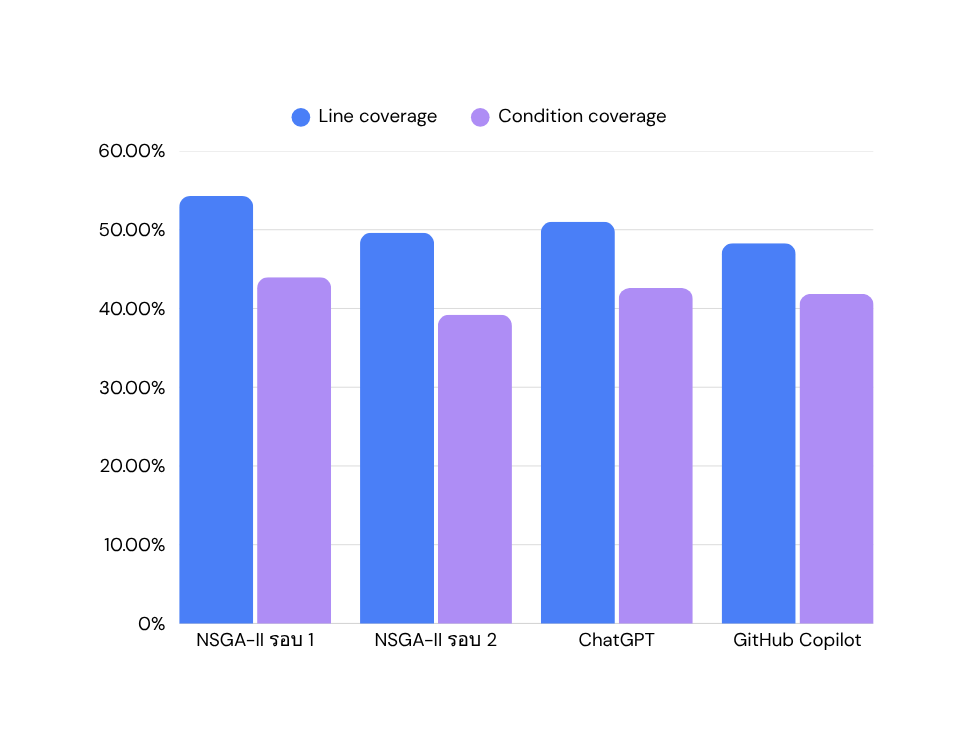 Line coverage
Condition coverage
60.00%
50.00%
40.00%
30.00%
20.00%
10.00%
0%
NSGA-II รอบ 1
NSGA-II รอบ 2
ChatGPT
GitHub Copilot